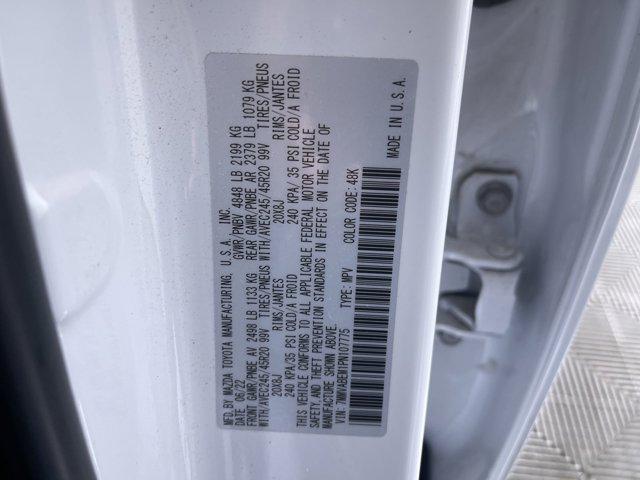 MFD. BY MAZDA TOYOTA MANUFACTURING, U.S.A., INC.
DATE: 06/22 GVWR/PNBV 4848 LB 2199 KG
FRONT GAWR/PNBE AV 2498 LB 1133 KG REAR GAWR/PNBE AR 2379 LB 1079 KG
WITH/AVEC245/45R20 99V TIRES/PNEUS WITH/AVEC245/45R20 99V TIRES/PNEUS
20X8J RIMS/JANTES 20X8J RIMS/JANTES
240 KPA/35 PSI COLD/A FROID 240 KPA/ 35 PSI COLD/A FROID
THIS VEHICLE CONFORMS TO ALL APPLICABLE FEDERAL MOTOR VEHICLE
SAFETY, AND THEFT PREVENTION STANDARDS IN EFFECT ON THE DATE OF
MANUFACTURE SHOWN ABOVE.
VIN: 7MMVABEM1PN107775 TYPE: MPV COLOR CODE: 48K
MADE IN U.S.A.